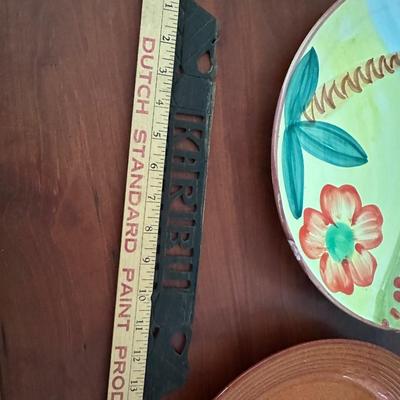 1 2 3 4 5 6 7 8 9 10 11 12 13
DUTCH STANDARD PAINT PROD
KARIBU